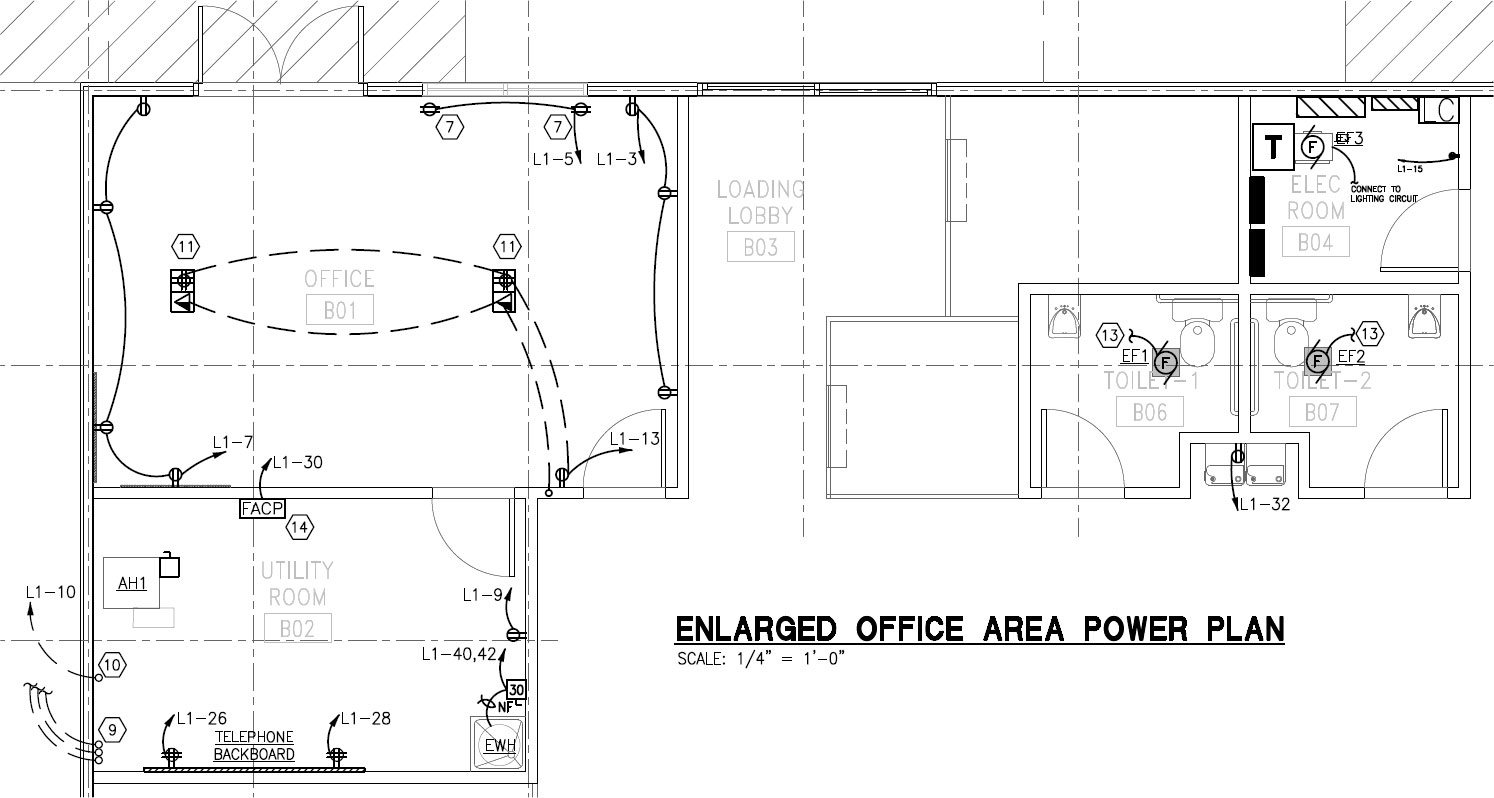 7
7
L1-5
L1-3
LC
T
F
EF3
L1-15
CONNECT TO
LIGHTING CIRCUIT
LOADING
LOBBY
B03
ELEC
ROOM
B04
11
11
OFFICE
B01
13
EF1
F
TOILET-1
B06
13
EF2
F
TOILET-2
B07
L1-7
L1-13
L1-30
FACP
14
L1-32
AH1
UTILITY
ROOM
B02
L1-10
L1-9
10
L1-40,42
30
NF
9
L1-26
L1-28
TELEPHONE
BACKBOARD
EWH
ENLARGED OFFICE AREA POWER PLAN
SCALE: 1/4" = 1'-0"